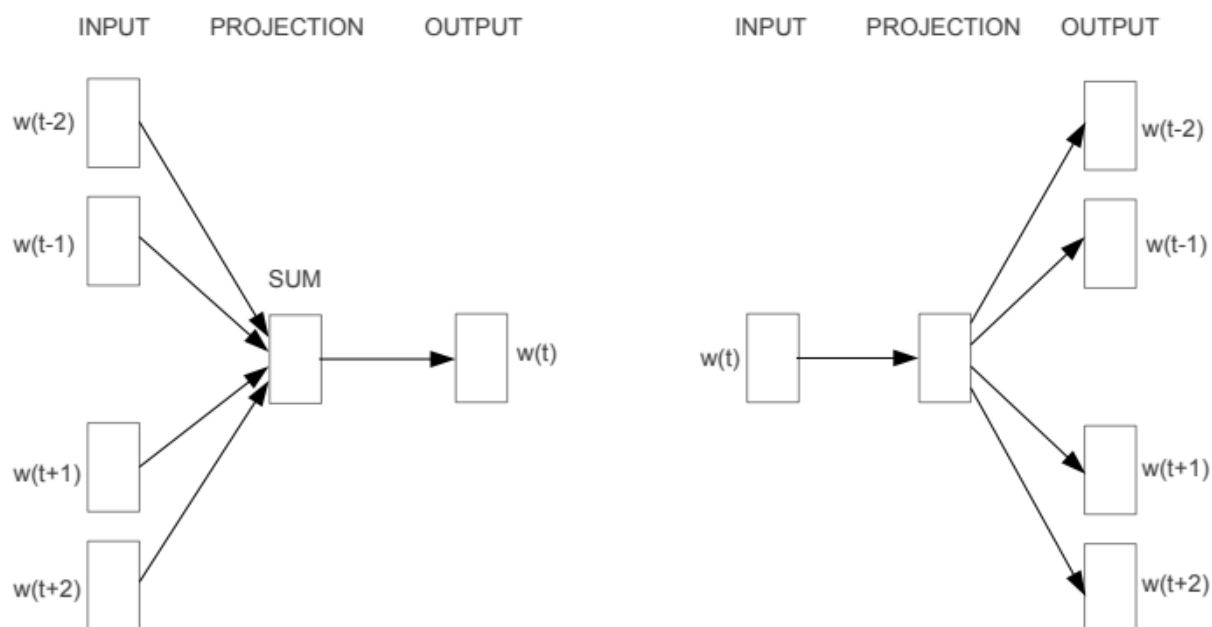 INPUT PROJECTION OUTPUT
w(t-2)
w(t-1)
SUM
w(t)
w(t+1)
w(t+2)
INPUT PROJECTION OUTPUT
w(t)
w(t-2)
w(t-1)
w(t+1)
w(t+2)